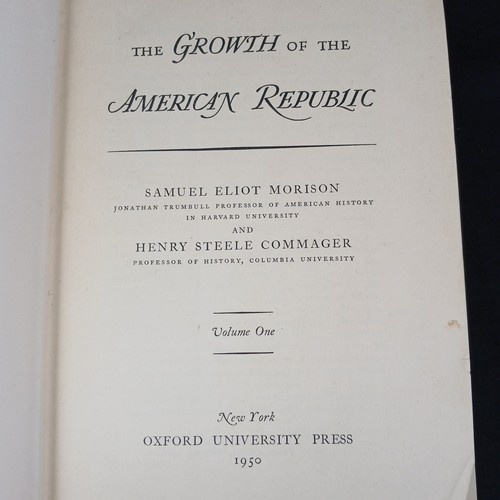 THE GROWTH OF THE
AMERICAN REPUBLIC
SAMUEL ELIOT MORISON
JONATHAN TRUMBULL PROFESSOR OF AMERICAN HISTORY
IN HARVARD UNIVERSITY
AND
HENRY STEELE COMMAGER
PROFESSOR OF HISTORY, COLUMBIA UNIVERSITY
Volume One
New York
OXFORD UNIVERSITY PRESS
1950